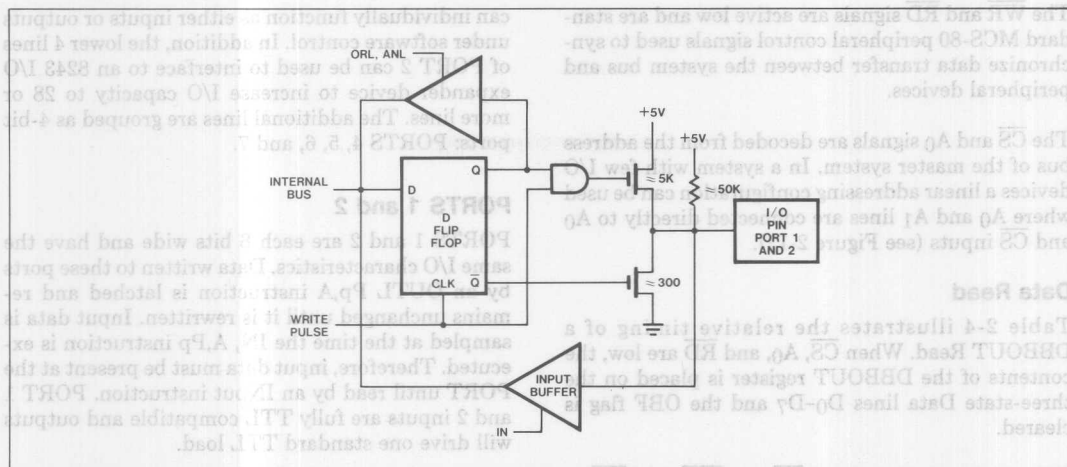 The WR and RD signals are active low and are stan-
dard MCS-80 peripheral control signals used to syn-
chronize data transfer between the system bus and
peripheral devices.
The CS and A0 signals are decoded from the address
bus of the master system. In a system with few I/O
devices a linear addressing configuration can be used
where A0 and A1 lines are connected directly to A0
and CS inputs (see Figure
Data Read
Table 2-4 illustrates the relative timing of a
DBBOUT Read. When CS, A0, and RD are low, the
contents of the DBBOUT register is placed on the
three-state Data lines D0-D7 and the OBF flag is
cleared.
can individually function as either inputs or outputs
under software control. In addition, the lower 4 lines
of PORT 2 can be used to interface to an 8243 I/O
expander device to increase I/O capacity to 28 or
more lines. The additional lines are grouped as 4-bit
ports: PORTS 4, 5, 6, and 7.
PORTS 1 and 2
PORTS 1 and 2 are each 8 bits wide and have the
same I/O characteristics. Data written to these ports
by an OUTL Pp,A instruction is latched and re-
mains unchanged until it is rewritten. Input data is
sampled at the time the IN, A,Pp instruction is ex-
ecuted. Therefore, input data must be present at the
PORT until read by an INput instruction. PORT 1
and 2 inputs are fully TTL compatible and outputs
will drive one standard TTL load.
ORL, ANL
+5V
+5V
INTERNAL
BUS
D
Q
D
FLIP
FLOP
CLK
Q̅
≈ 5K
≈ 50K
I/O
PIN
PORT 1
AND 2
≈ 300
WRITE
PULSE
INPUT
BUFFER
IN